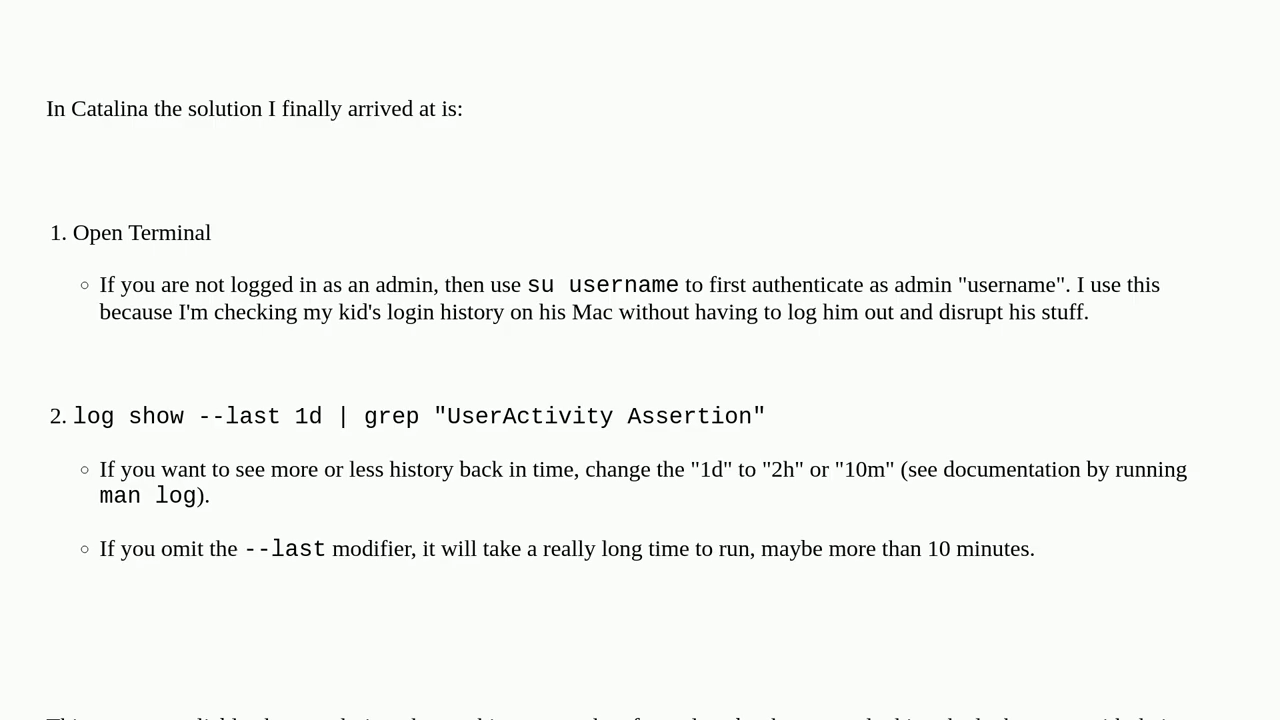 In Catalina the solution I finally arrived at is:
1. Open Terminal
○ If you are not logged in as an admin, then use su username to first authenticate as admin "username". I use this
because I'm checking my kid's login history on his Mac without having to log him out and disrupt his stuff.
2. log show --last 1d | grep "UserActivity Assertion"
○ If you want to see more or less history back in time, change the "1d" to "2h" or "10m" (see documentation by running
man log).
○ If you omit the --last modifier, it will take a really long time to run, maybe more than 10 minutes.